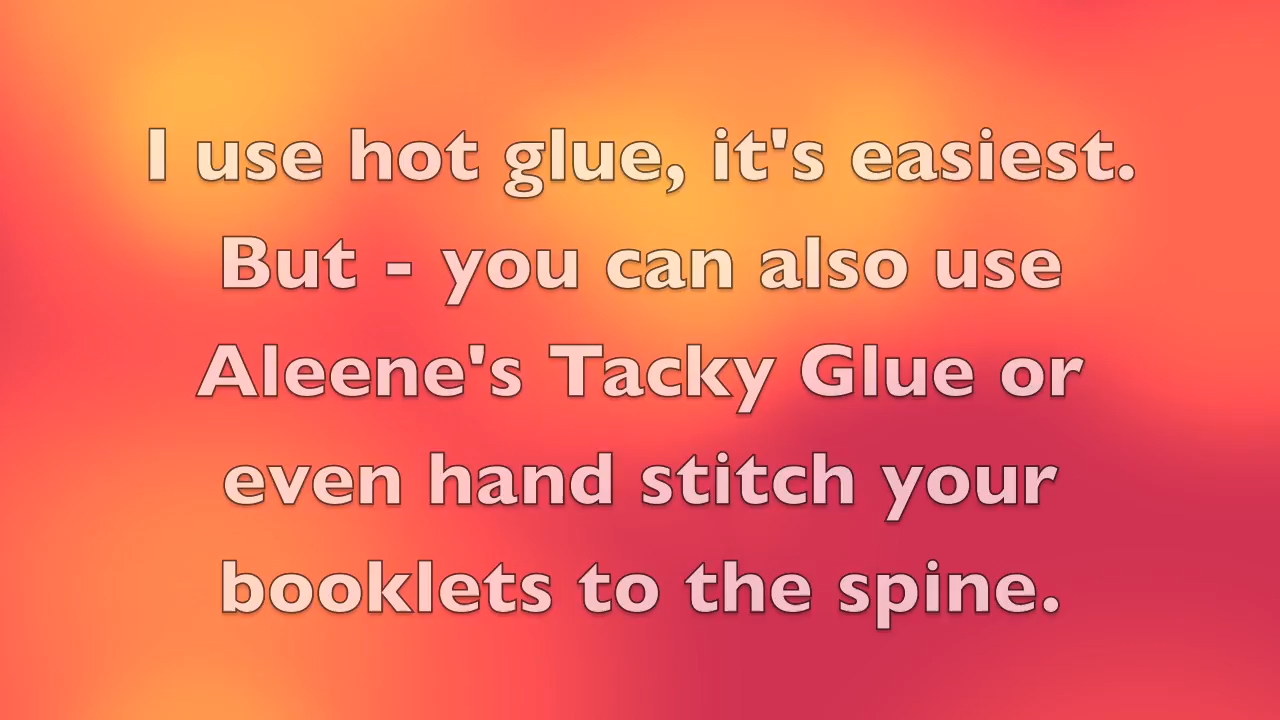 I use hot glue, it's easiest.
But - you can also use
Aleene's Tacky Glue or
even hand stitch your
booklets to the spine.